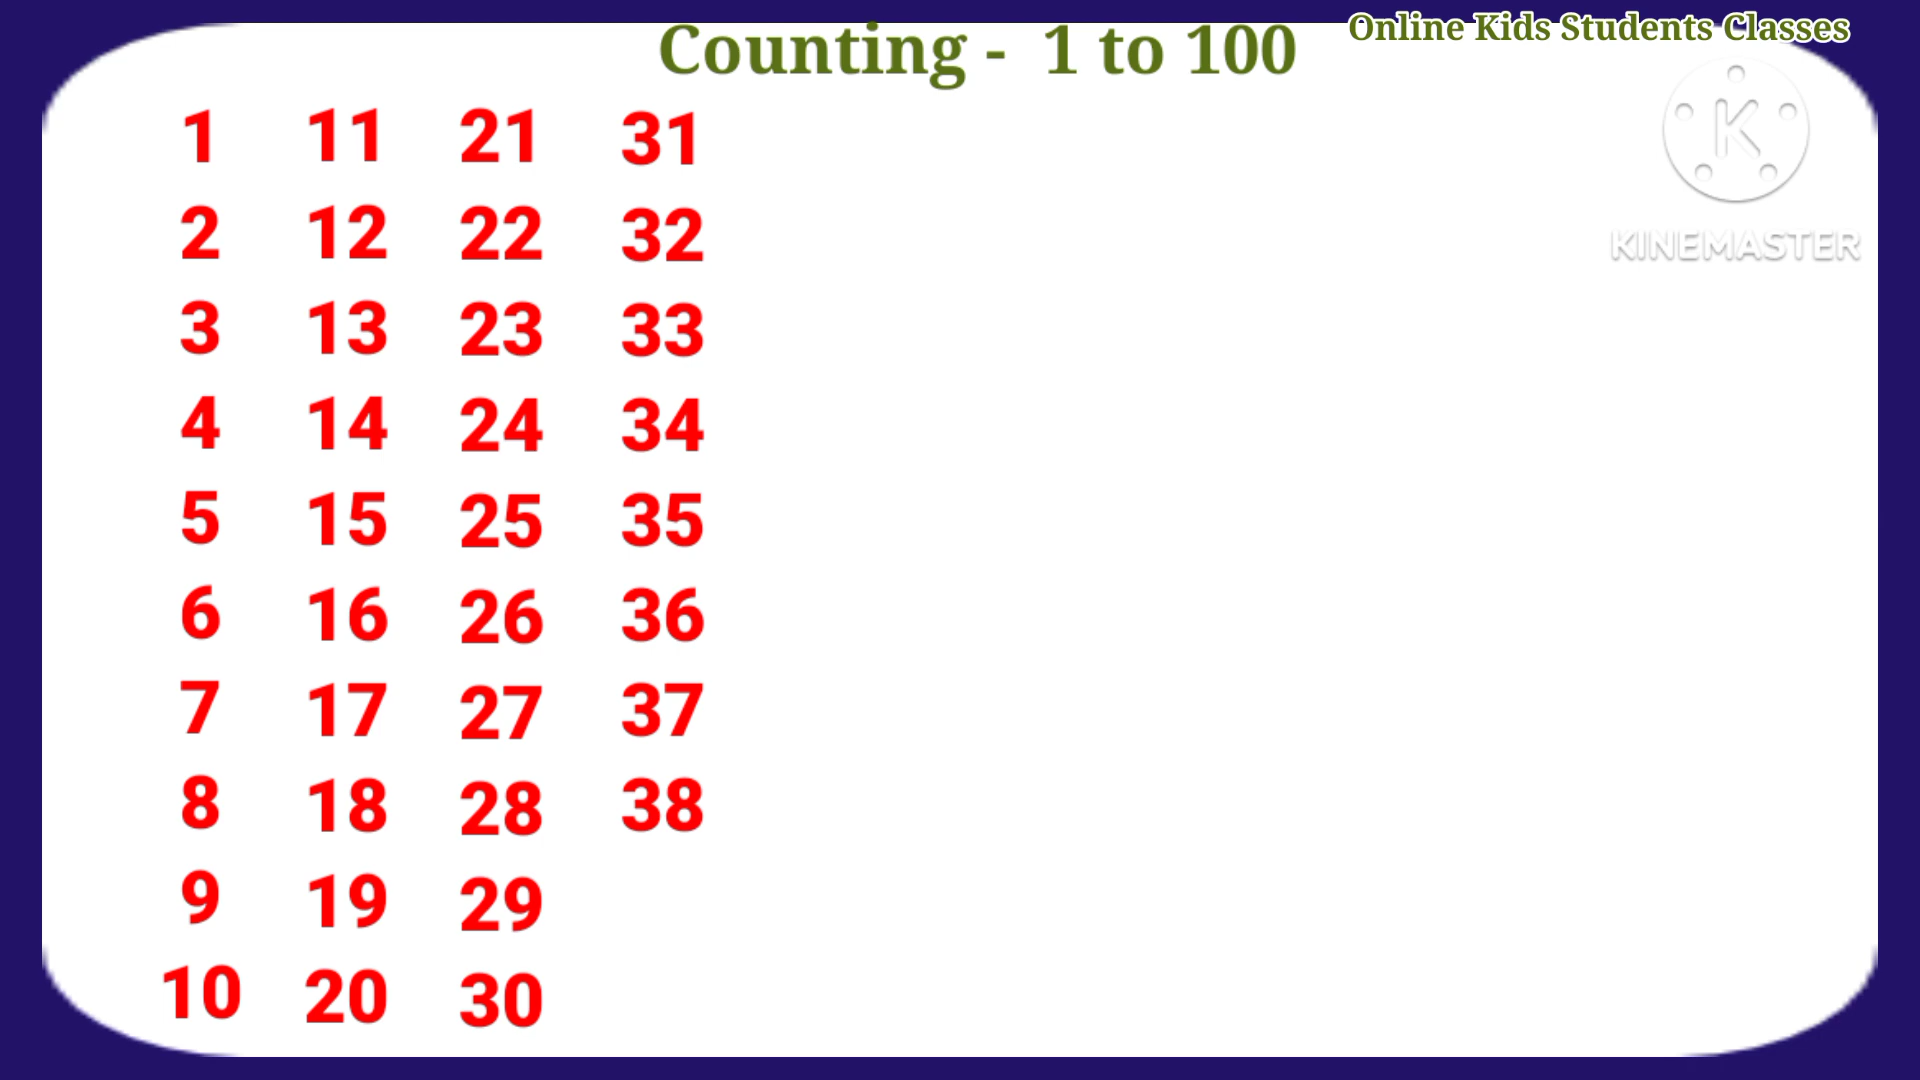 Counting - 1 to 100
Online Kids Students Classes
K
KINEMASTER
1 11 21 31
2 12 22 32
3 13 23 33
4 14 24 34
5 15 25 35
6 16 26 36
7 17 27 37
8 18 28 38
9 19 29
10 20 30